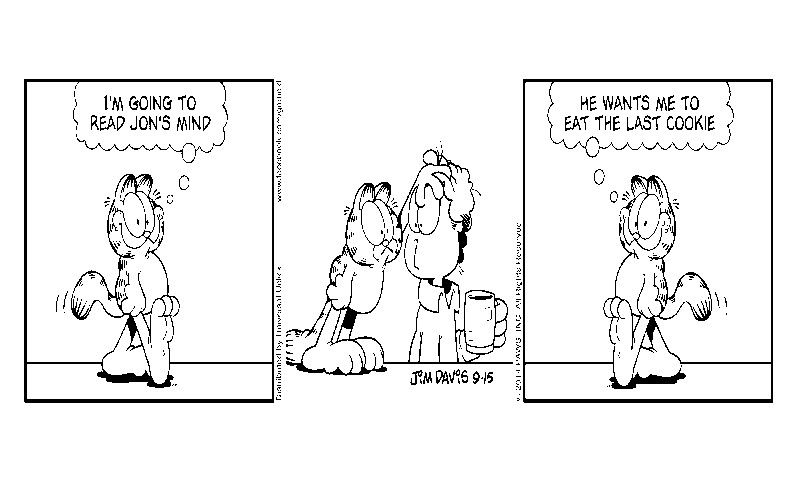 I'M GOING TO
READ JON'S MIND
JIM DAVIS 9-15
HE WANTS ME TO
EAT THE LAST COOKIE